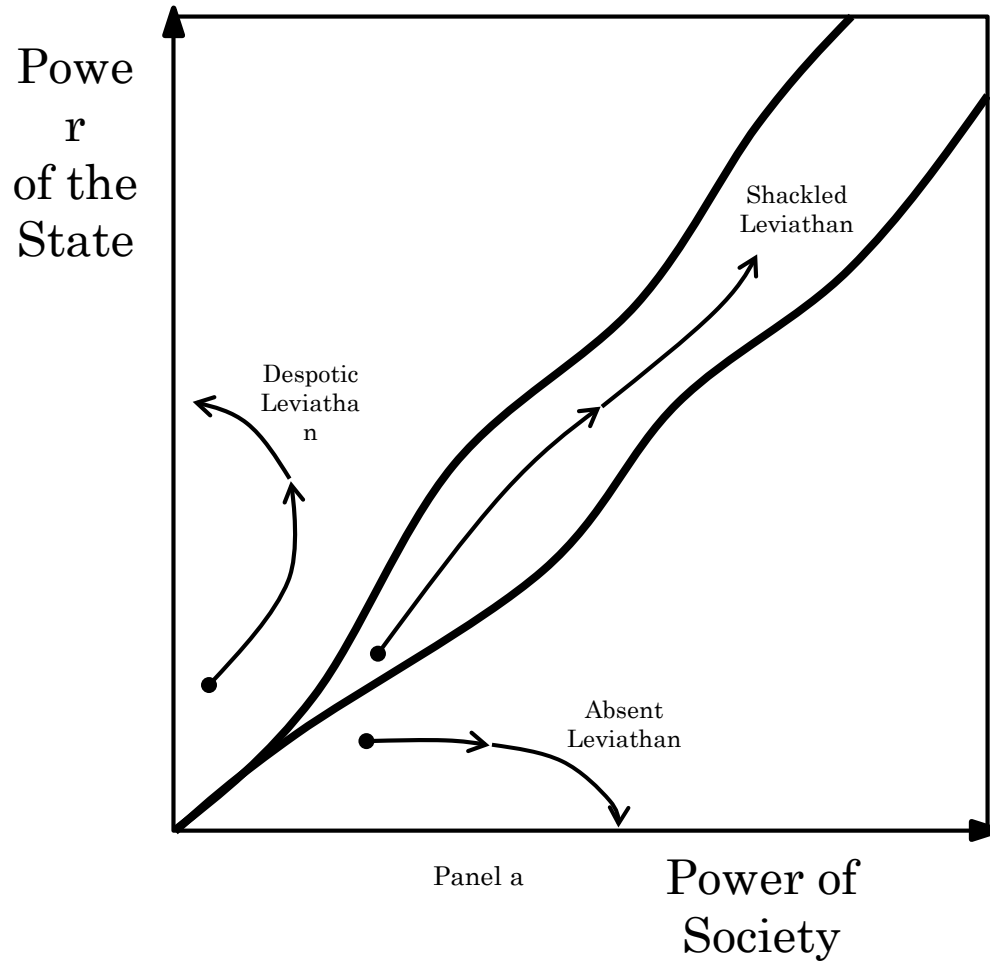 Powe
r
of the
State
Shackled
Leviathan
Despotic
Leviatha
n
Absent
Leviathan
Panel a
Power of
Society